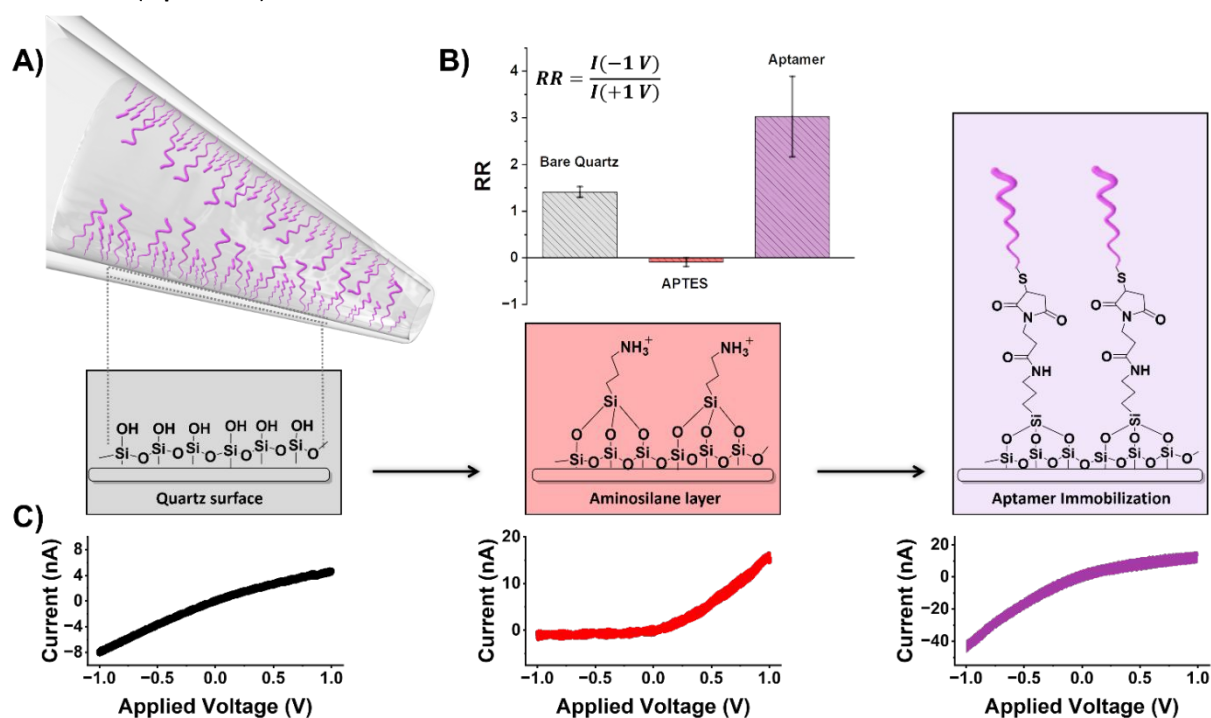 A)
B)
RR = I(−1 V)
I(+1 V)
RR
4
3
2
1
0
−1
Bare Quartz
APTES
Aptamer
OH OH OH OH OH OH
Si O Si O Si O Si O Si O Si O
Quartz surface
NH3+ NH3+
Si Si
O O O O O O
Si O Si O Si O Si O Si O Si O
Aminosilane layer
S S
O N O O N O
O O
NH NH
Si Si
O O O O O O
Si O Si O Si O Si O Si O Si O
Aptamer Immobilization
C)
Current (nA)
8
4
0
−4
−8
−1.0 −0.5 0.0 0.5 1.0
Applied Voltage (V)
Current (nA)
20
10
0
−1.0 −0.5 0.0 0.5 1.0
Applied Voltage (V)
Current (nA)
20
0
−20
−40
−1.0 −0.5 0.0 0.5 1.0
Applied Voltage (V)